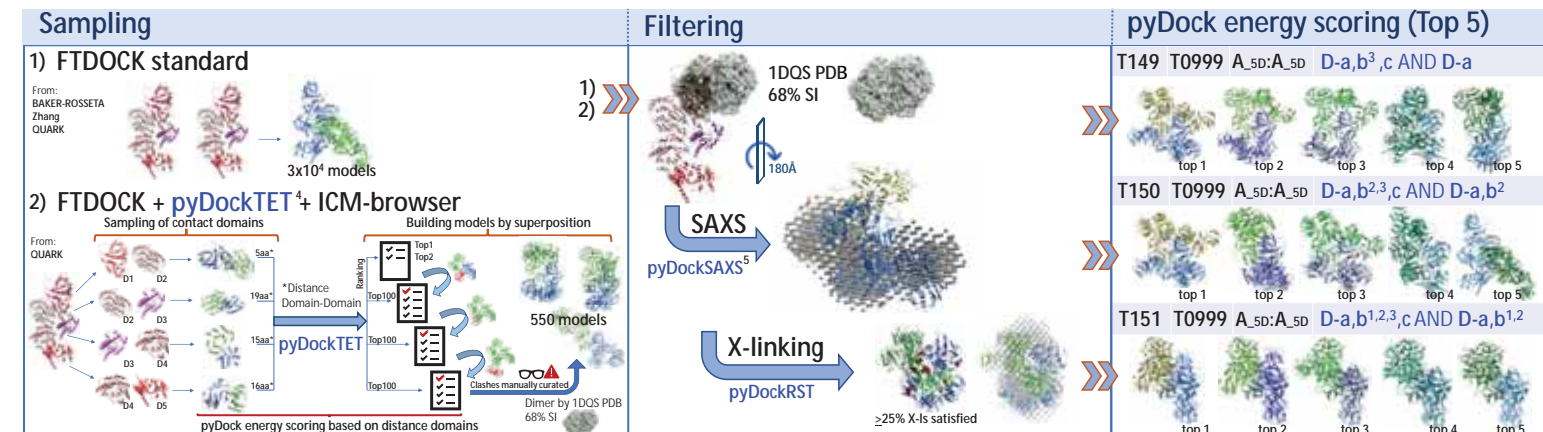 Sampling
1) FTDOCK standard
From:
BAKER-ROSSETA
Zhang
QUARK
3x10⁴ models
2) FTDOCK + pyDockTET ⁴+ ICM-browser
Sampling of contact domains
Building models by superposition
From:
QUARK
D1 D2
5aa*
D2 D3
19aa*
D3 D4
15aa*
D4 D5
16aa*
*Distance
Domain-Domain
pyDockTET
Ranking
Top1
Top2
Top100
Top100
Top100
550 models
Clashes manually curated
Dimer by 1DQS PDB
68% SI
pyDock energy scoring based on distance domains
Filtering
1)
2)
1DQS PDB
68% SI
180Å
SAXS
pyDockSAXS⁵
X-linking
pyDockRST
≥25% X-ls satisfied
pyDock energy scoring (Top 5)
T149 T0999 A_5D:A_5D D-a,b³ ,c AND D-a
top 1 top 2 top 3 top 4 top 5
T150 T0999 A_5D:A_5D D-a,b²,³,c AND D-a,b²
top 1 top 2 top 3 top 4 top 5
T151 T0999 A_5D:A_5D D-a,b¹,²,³,c AND D-a,b¹,²
top 1 top 2 top 3 top 4 top 5